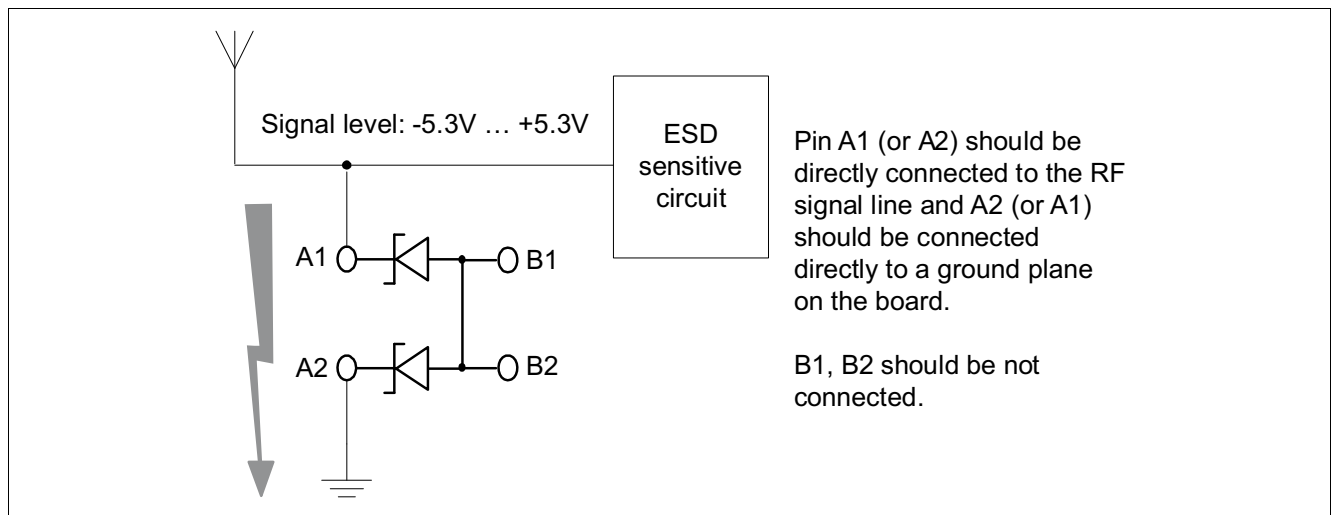 Signal level: -5.3V … +5.3V
ESD
sensitive
circuit
A1
B1
A2
B2
Pin A1 (or A2) should be
directly connected to the RF
signal line and A2 (or A1)
should be connected
directly to a ground plane
on the board.
B1, B2 should be not
connected.